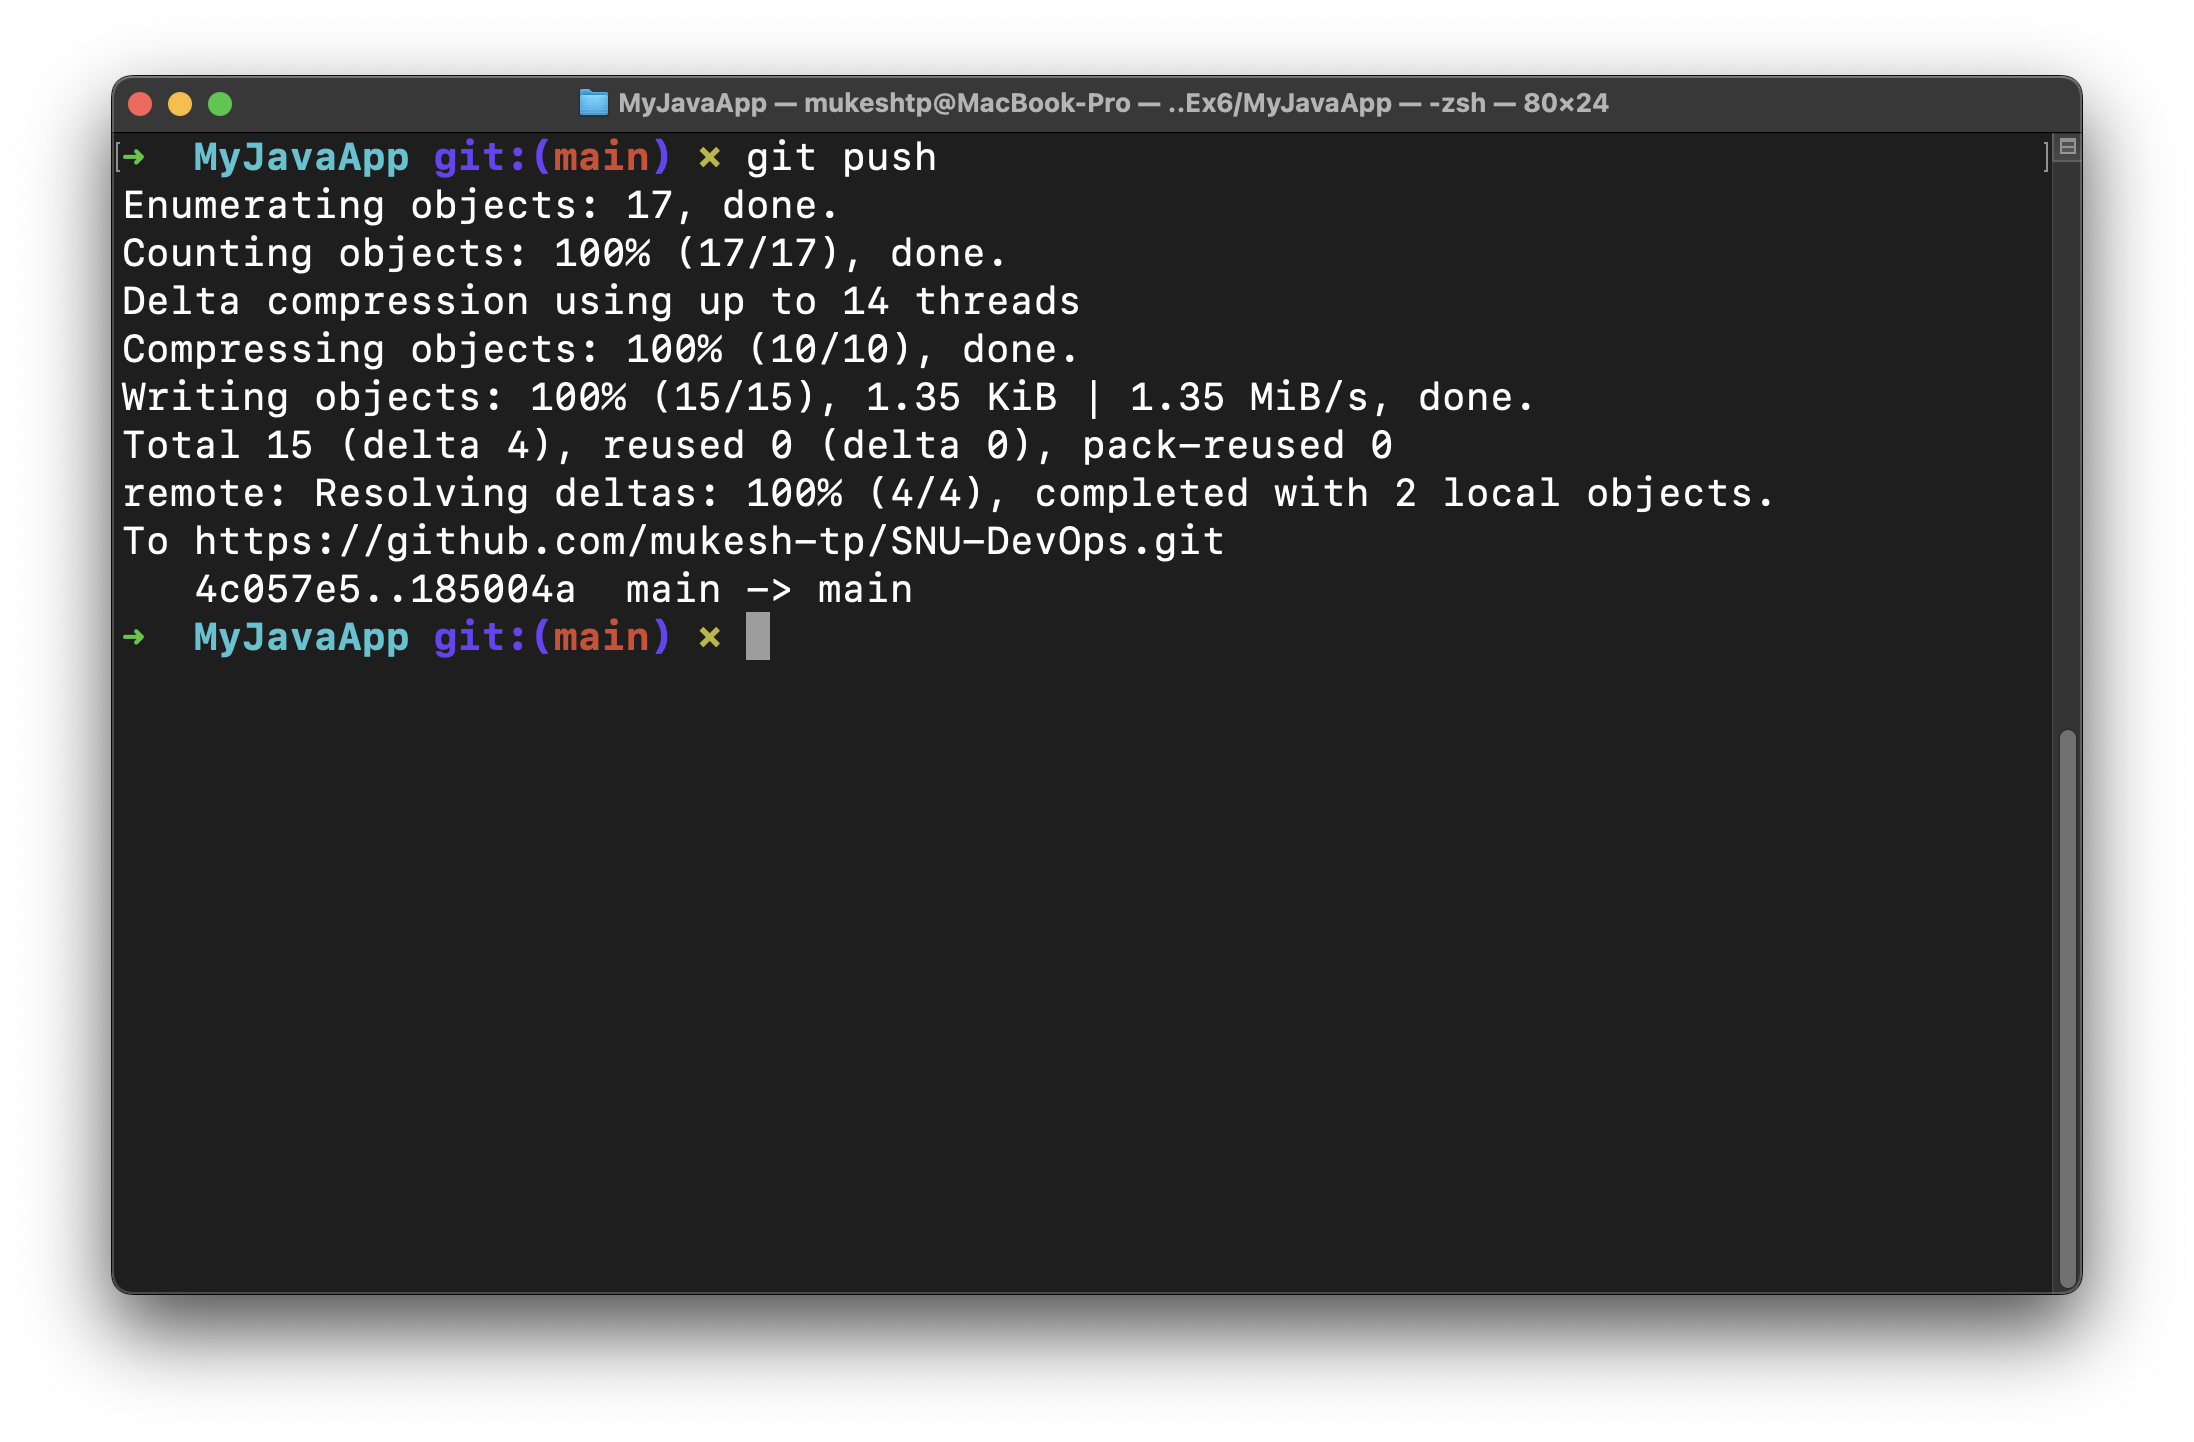 MyJavaApp — mukeshtp@MacBook-Pro — ..Ex6/MyJavaApp — -zsh — 80×24
[➜  MyJavaApp git:(main) × git push ]
Enumerating objects: 17, done.
Counting objects: 100% (17/17), done.
Delta compression using up to 14 threads
Compressing objects: 100% (10/10), done.
Writing objects: 100% (15/15), 1.35 KiB | 1.35 MiB/s, done.
Total 15 (delta 4), reused 0 (delta 0), pack-reused 0
remote: Resolving deltas: 100% (4/4), completed with 2 local objects.
To https://github.com/mukesh-tp/SNU-DevOps.git
   4c057e5..185004a  main -> main
➜  MyJavaApp git:(main) ×